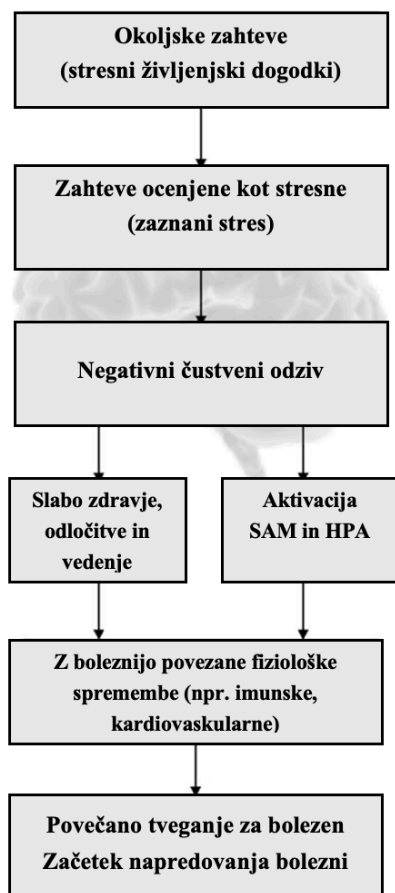 Okoljske zahteve
(stresni življenjski dogodki)
Zahteve ocenjene kot stresne
(zaznani stres)
Negativni čustveni odziv
Slabo zdravje,
odločitve in
vedenje
Aktivacija
SAM in HPA
Z boleznijo povezane fiziološke
spremembe (npr. imunske,
kardiovaskularne)
Povečano tveganje za bolezen
Začetek napredovanja bolezni